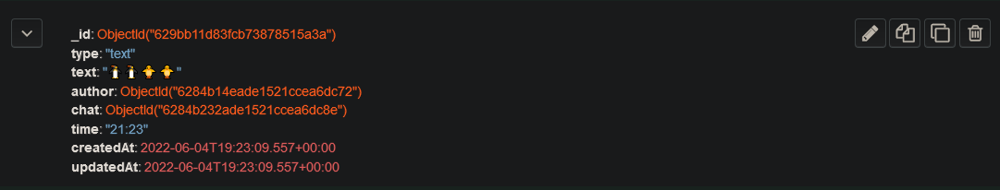 _id: ObjectId("629bb11d83fcb73878515a3a")
type: "text"
text: "🐧🐧🐥🐥"
author: ObjectId("6284b14eade1521ccea6dc72")
chat: ObjectId("6284b232ade1521ccea6dc8e")
time: "21:23"
createdAt: 2022-06-04T19:23:09.557+00:00
updatedAt: 2022-06-04T19:23:09.557+00:00